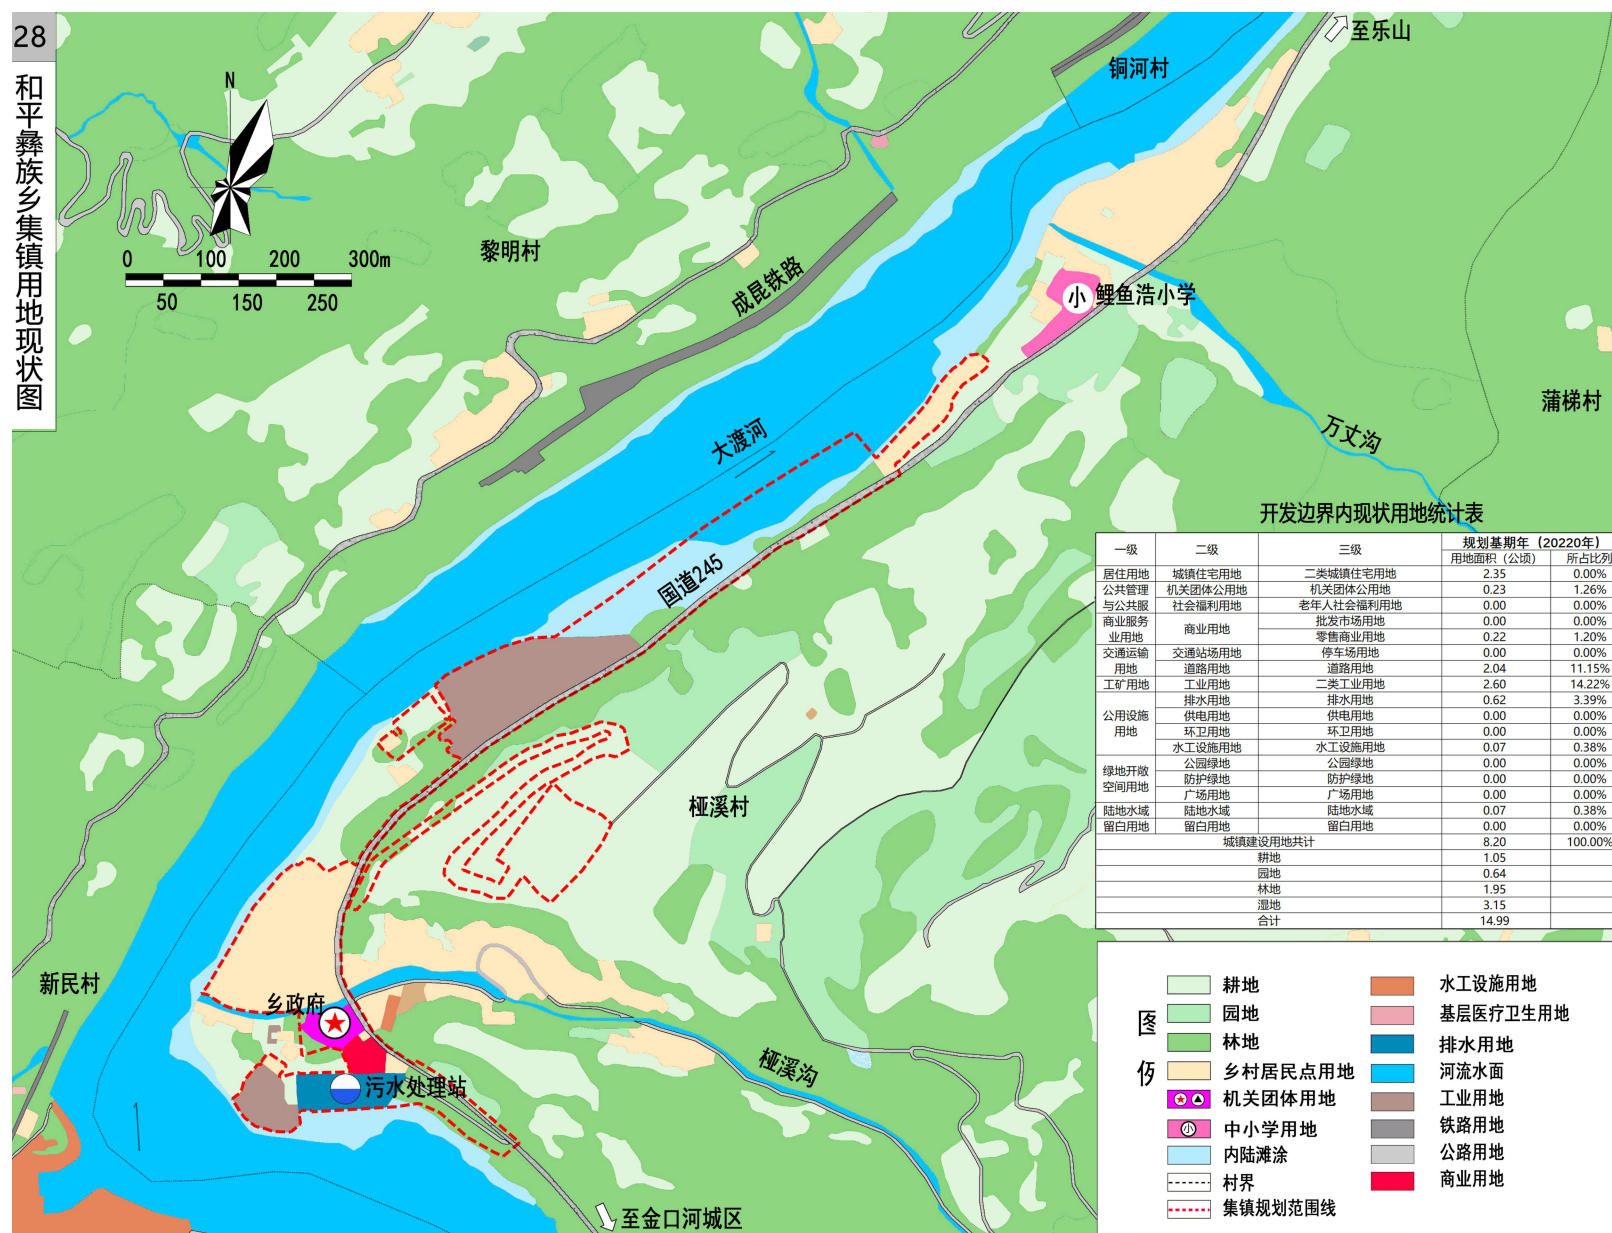 28
和平彝族乡集镇用地现状图
N
0 100 200 300m
50 150 250
至乐山
铜河村
黎明村
成昆铁路
小 鲤鱼浩小学
蒲梯村
万丈沟
大渡河
国道245
桠溪村
新民村
乡政府
污水处理站
桠溪沟
至金口河城区
开发边界内现状用地统计表
一级 二级 三级 规划基期年（20220年）
用地面积（公顷） 所占比列
居住用地 城镇住宅用地 二类城镇住宅用地 2.35 0.00%
公共管理与公共服 机关团体公用地 机关团体公用地 0.23 1.26%
社会福利用地 老年人社会福利用地 0.00 0.00%
商业服务业用地 商业用地 批发市场用地 0.00 0.00%
零售商业用地 0.22 1.20%
交通运输用地 交通站场用地 停车场用地 0.00 0.00%
道路用地 道路用地 2.04 11.15%
工矿用地 工业用地 二类工业用地 2.60 14.22%
公用设施用地 排水用地 排水用地 0.62 3.39%
供电用地 供电用地 0.00 0.00%
环卫用地 环卫用地 0.00 0.00%
水工设施用地 水工设施用地 0.07 0.38%
绿地开敞空间用地 公园绿地 公园绿地 0.00 0.00%
防护绿地 防护绿地 0.00 0.00%
广场用地 广场用地 0.00 0.00%
陆地水域 陆地水域 陆地水域 0.07 0.38%
留白用地 留白用地 留白用地 0.00 0.00%
城镇建设用地共计 8.20 100.00%
耕地 1.05
园地 0.64
林地 1.95
湿地 3.15
合计 14.99
图例
耕地
园地
林地
乡村居民点用地
机关团体用地
小 中小学用地
内陆滩涂
村界
集镇规划范围线
水工设施用地
基层医疗卫生用地
排水用地
河流水面
工业用地
铁路用地
公路用地
商业用地